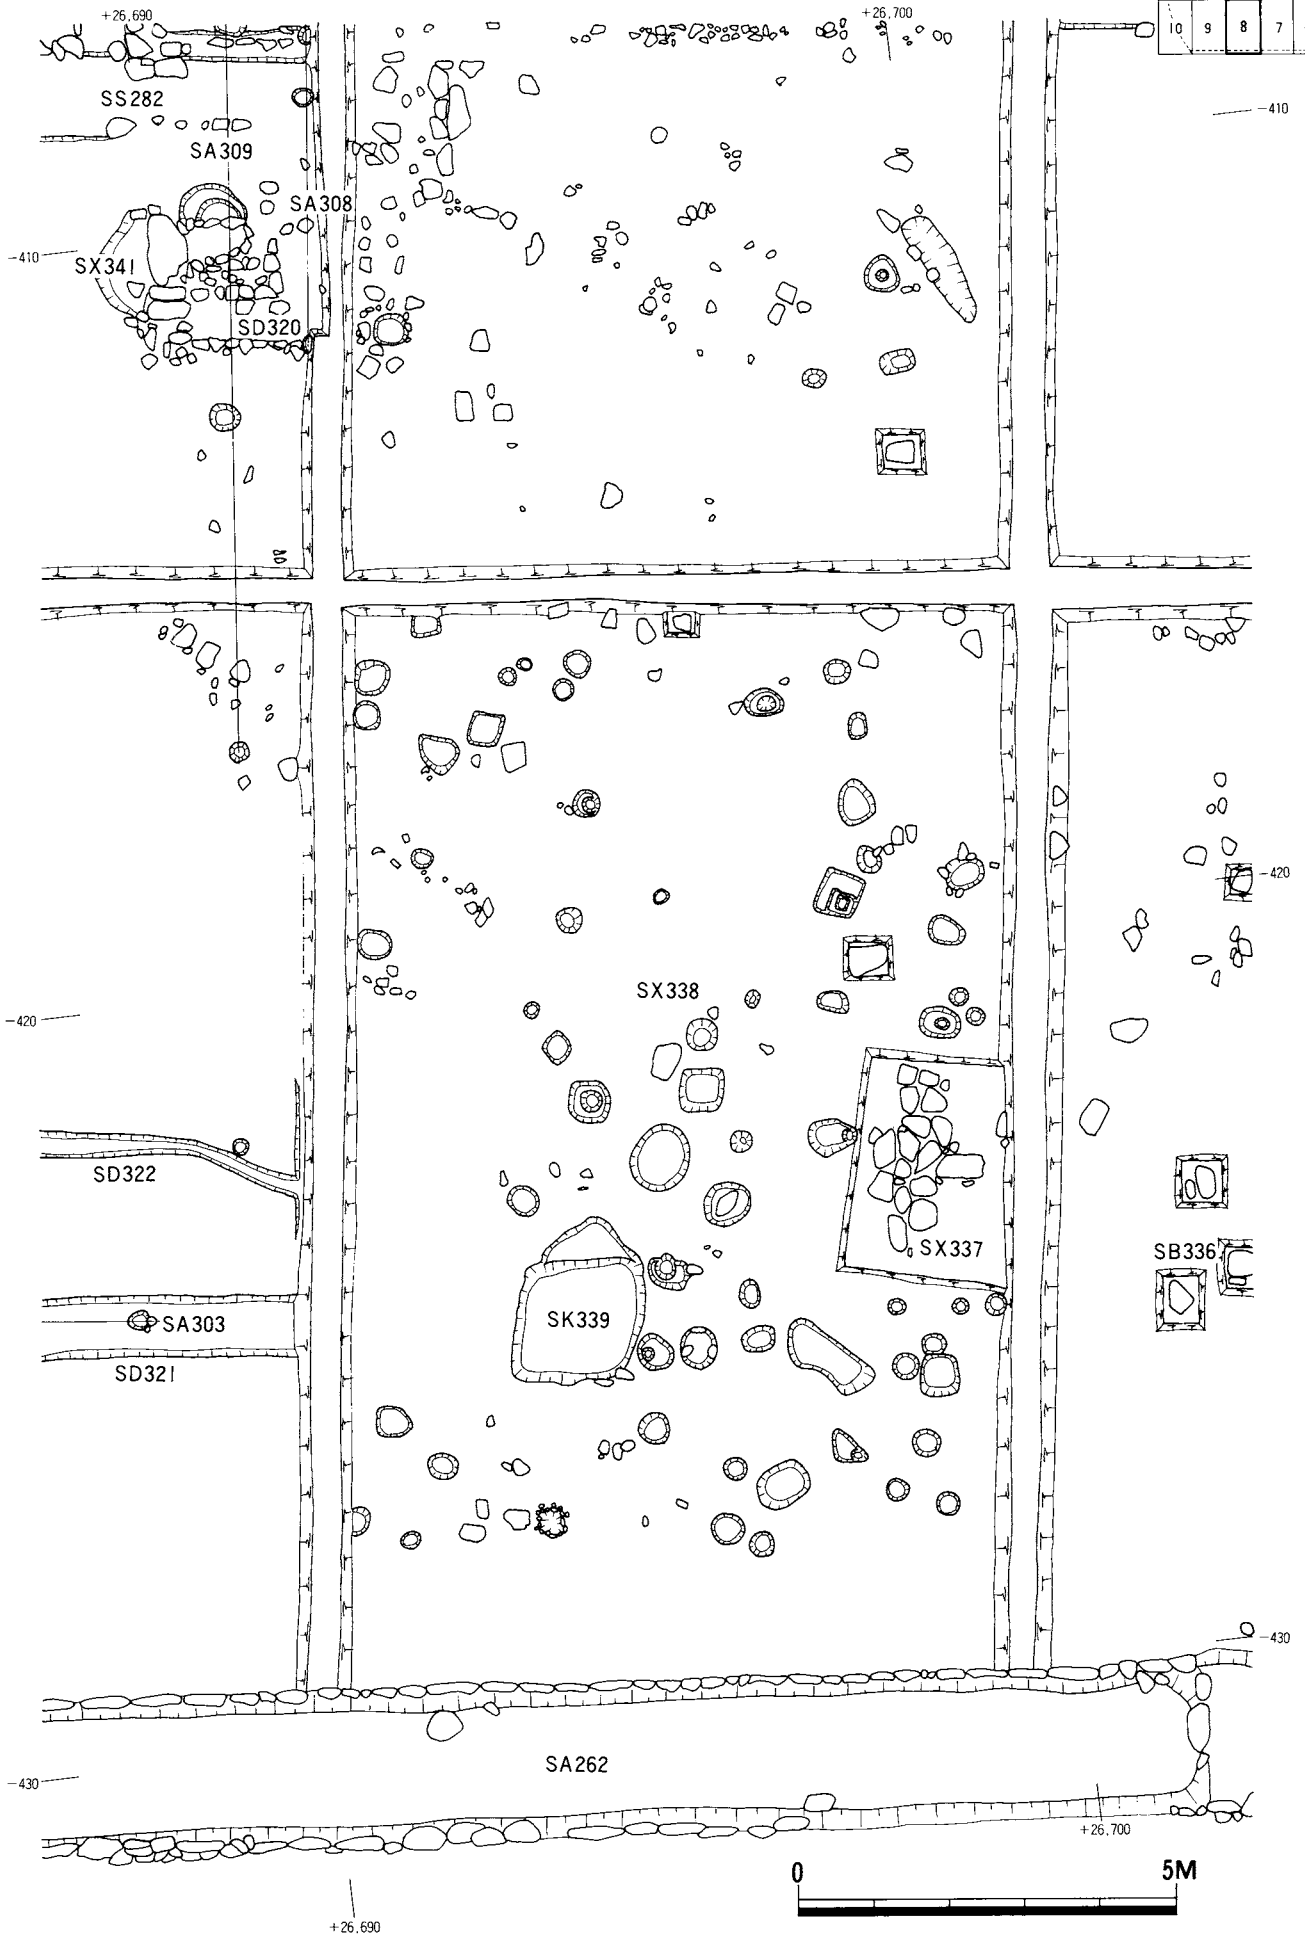 +26,690
+26,700
10 9 8 7
SS282
-410
SA309
SA308
-410
SX341
SD320
-420
SX338
-420
SD322
SX337
SB336
SK339
SA303
SD321
-430
SA262
-430
+26,700
0 5M
+26,690